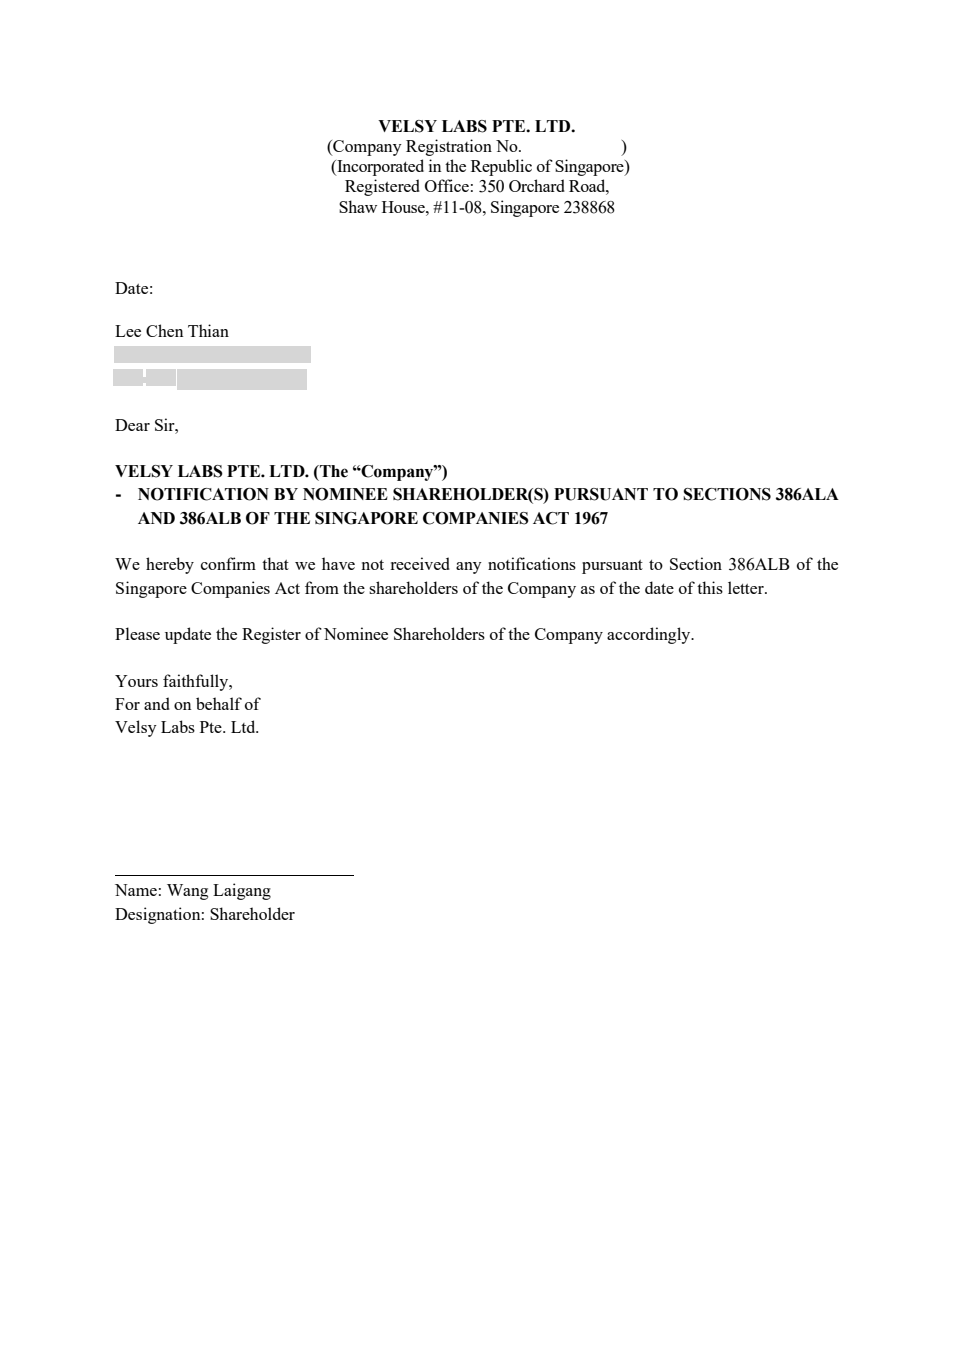 VELSY LABS PTE. LTD.
(Company Registration No. )
(Incorporated in the Republic of Singapore)
Registered Office: 350 Orchard Road,
Shaw House, #11-08, Singapore 238868
Date:
Lee Chen Thian
Dear Sir,
VELSY LABS PTE. LTD. (The “Company”)
- NOTIFICATION BY NOMINEE SHAREHOLDER(S) PURSUANT TO SECTIONS 386ALA
AND 386ALB OF THE SINGAPORE COMPANIES ACT 1967
We hereby confirm that we have not received any notifications pursuant to Section 386ALB of the
Singapore Companies Act from the shareholders of the Company as of the date of this letter.
Please update the Register of Nominee Shareholders of the Company accordingly.
Yours faithfully,
For and on behalf of
Velsy Labs Pte. Ltd.
Name: Wang Laigang
Designation: Shareholder